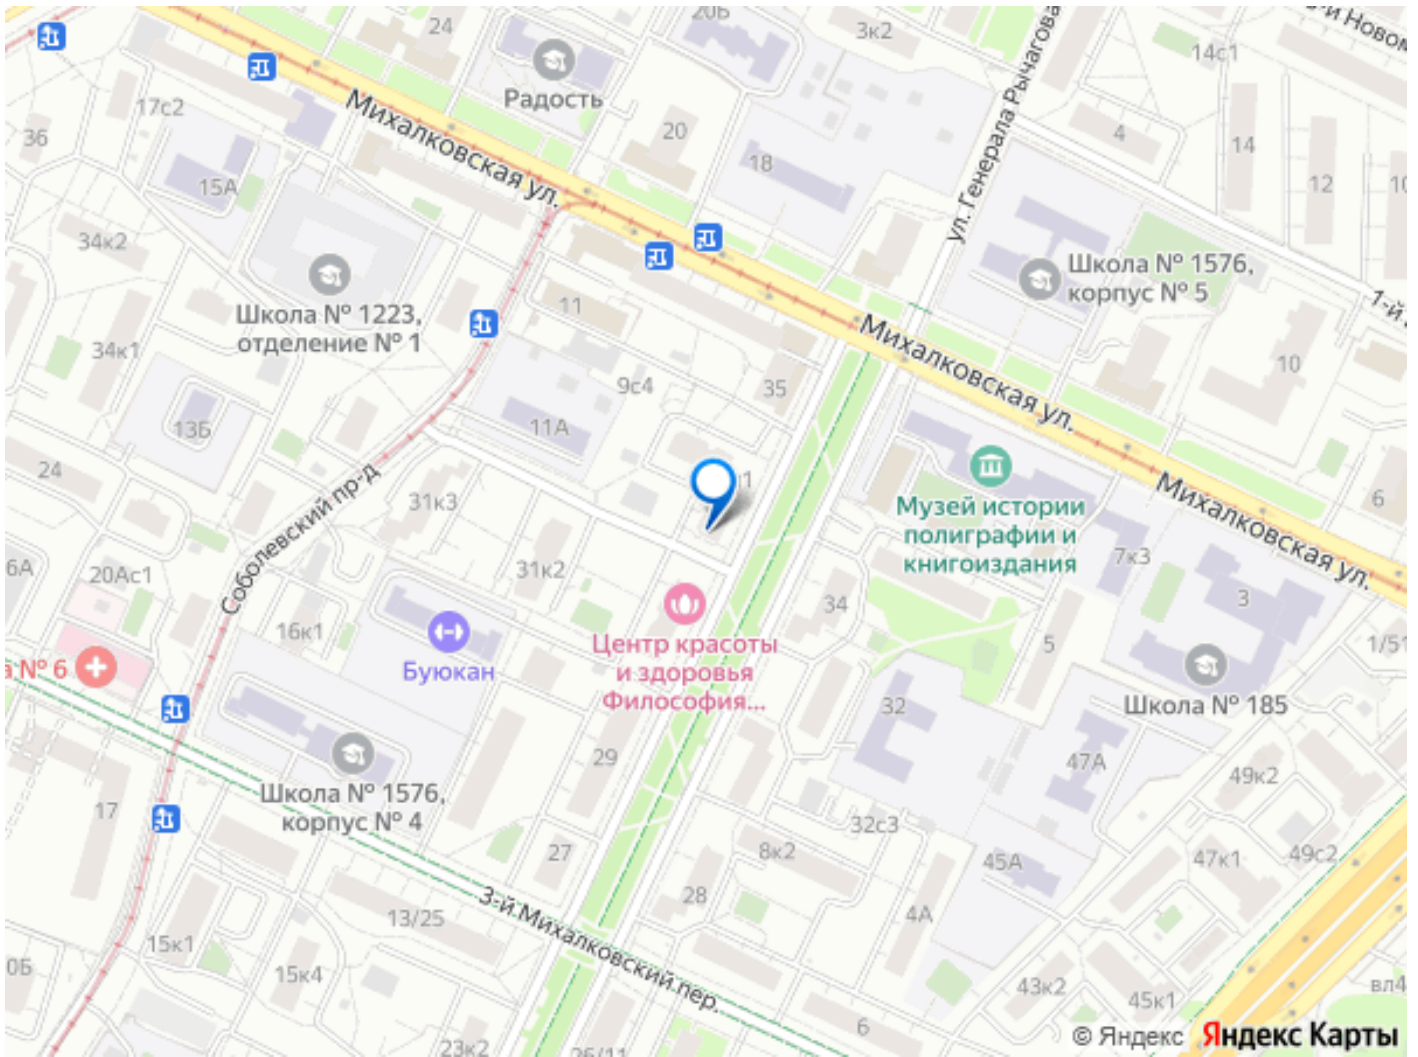 24
20Б
3к2
14с1
Радость
17с2
36
Михалковская ул.
20
18
ул. Генерала Рычагова
4
14
12
15А
34к2
Школа № 1576,
корпус № 5
Школа № 1223,
отделение № 1
11
34к1
9с4
35
Михалковская ул.
10
13Б
11А
24
Соболевский пр-д
31к3
Музей истории
полиграфии и
книгоиздания
Михалковская ул.
6
7к3
20Ас1
31к2
34
3
16к1
Центр красоты
и здоровья
Философия...
Буюкан
№ 6
5
1/51
Школа № 185
32
29
47А
49к2
Школа № 1576,
корпус № 4
17
32с3
27
8к2
45А
47к1
49с2
3-й Михалковский пер.
13/25
28
4А
15к1
15к4
43к2
45к1
6
23к2
26/11
© Яндекс Яндекс Карты